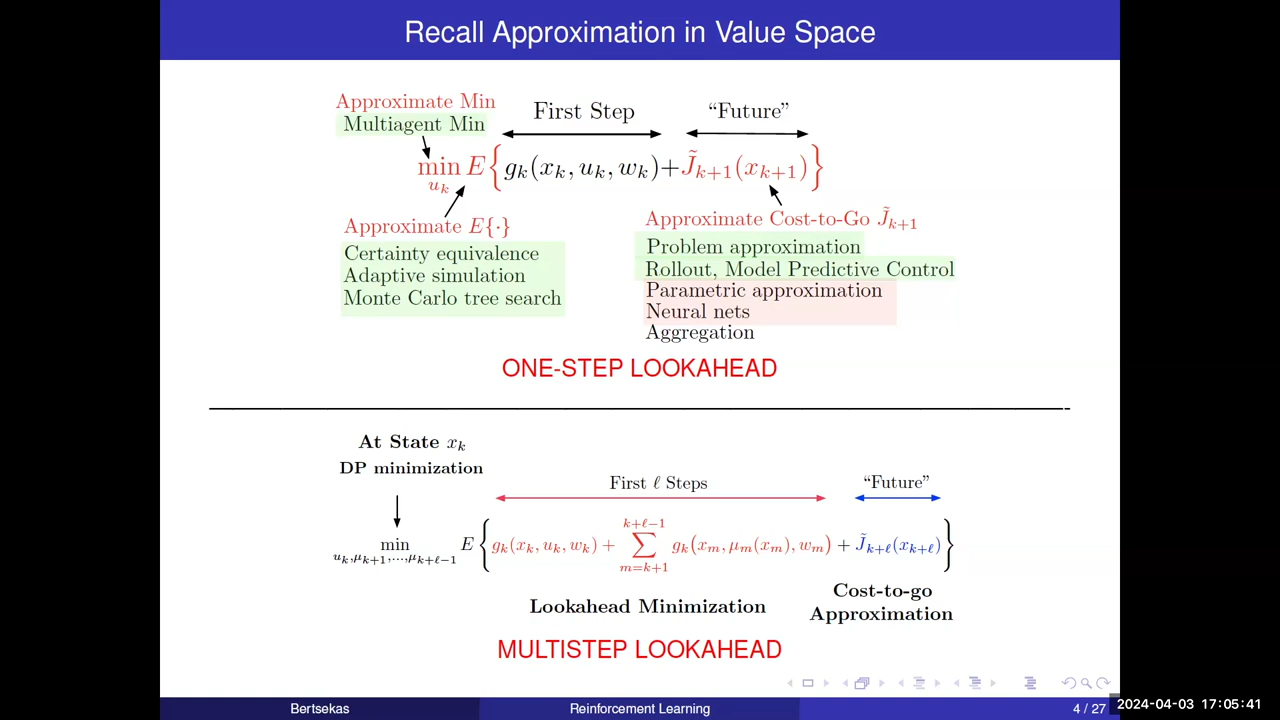 Recall Approximation in Value Space
Approximate Min
Multiagent Min
First Step
“Future”
min E{g_k(x_k, u_k, w_k)+J̃_{k+1}(x_{k+1})}
u_k
Approximate E{·}
Certainty equivalence
Adaptive simulation
Monte Carlo tree search
Approximate Cost-to-Go J̃_{k+1}
Problem approximation
Rollout, Model Predictive Control
Parametric approximation
Neural nets
Aggregation
ONE-STEP LOOKAHEAD
At State x_k
DP minimization
First ℓ Steps
“Future”
min E{g_k(x_k, u_k, w_k) + ∑_{m=k+1}^{k+ℓ−1} g_k(x_m, μ_m(x_m), w_m) + J̃_{k+ℓ}(x_{k+ℓ})}
u_k, μ_{k+1}, ..., μ_{k+ℓ−1}
Lookahead Minimization
Cost-to-go
Approximation
MULTISTEP LOOKAHEAD
Bertsekas
Reinforcement Learning
4 / 27
2024-04-03 17:05:41